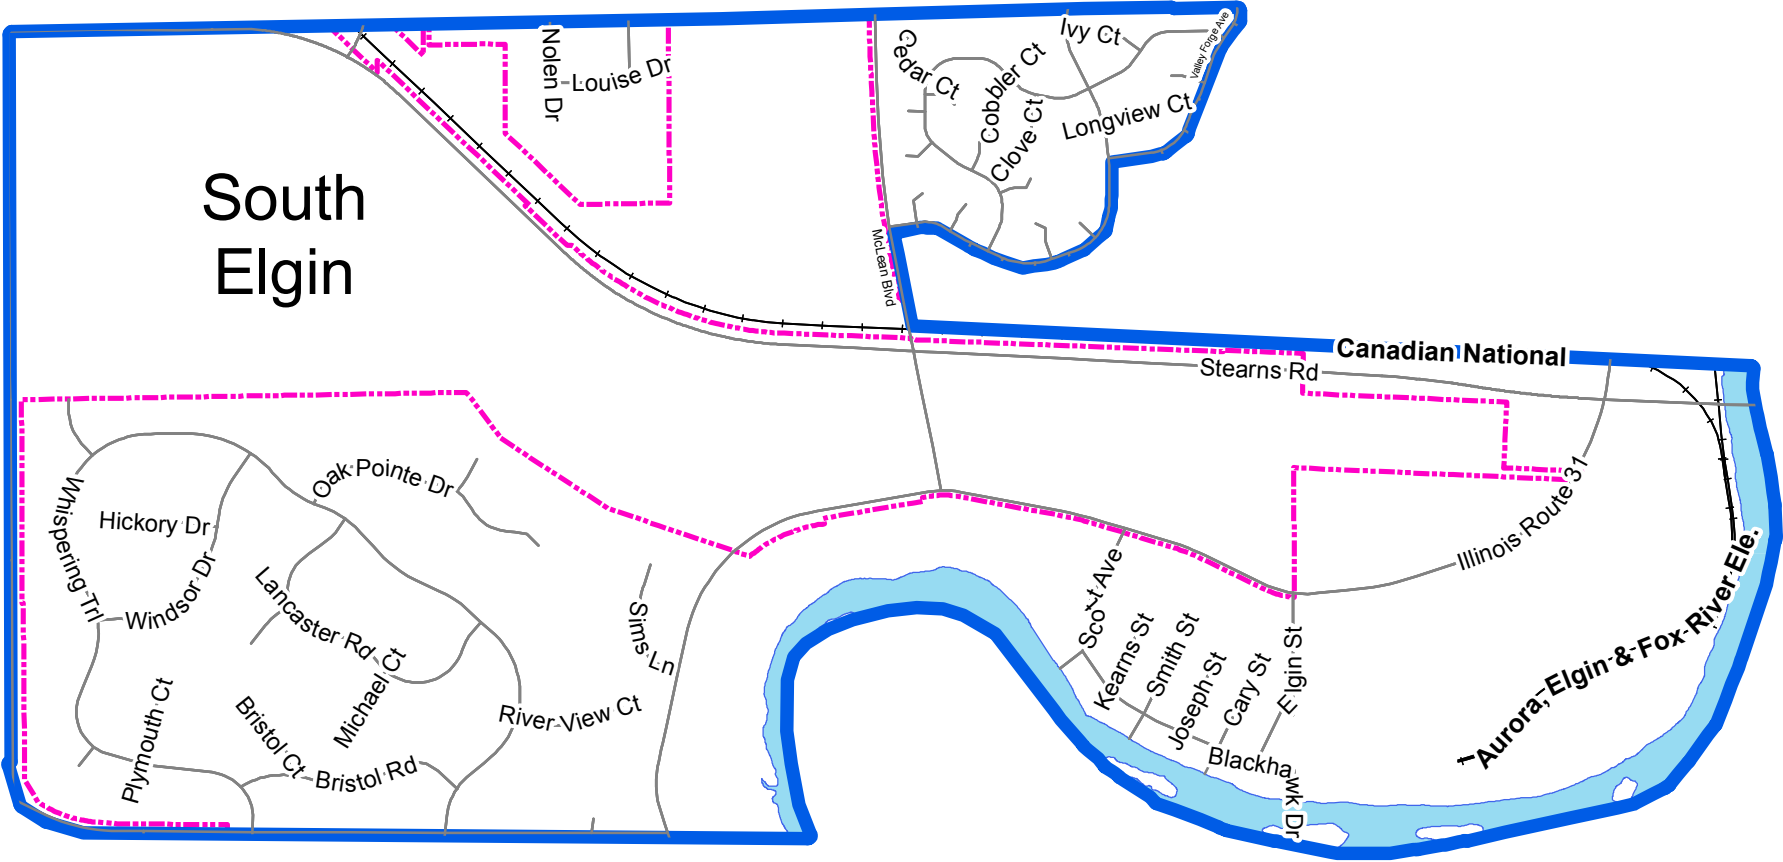 South
Elgin
Nolen Dr
Louise Dr
Cedar Ct
Cobbler Ct
Clove Ct
Ivy Ct
Valley Forge Ave
Longview Ct
McLean Blvd
Canadian National
Stearns Rd
Whispering Trl
Hickory Dr
Windsor Dr
Oak Pointe Dr
Lancaster Rd
Michael Ct
Plymouth Ct
Bristol Ct
Bristol Rd
River View Ct
Sims Ln
Scott Ave
Kearns St
Smith St
Joseph St
Cary St
Elgin St
Blackhawk Dr
Illinois Route 31
Aurora, Elgin & Fox River Ele.